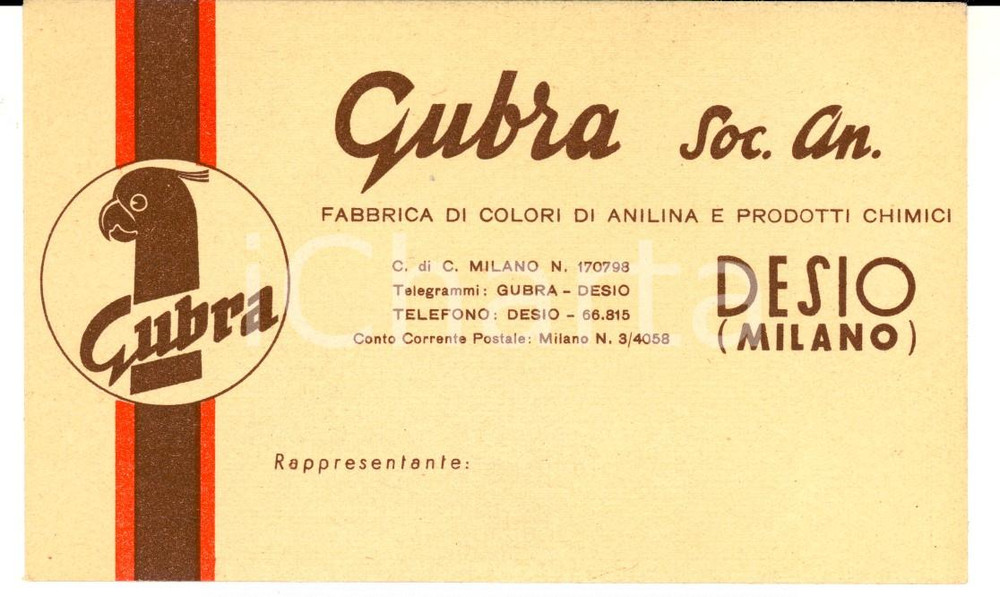 Gubra Soc. An.
FABBRICA DI COLORI DI ANILINA E PRODOTTI CHIMICI
C. di C. MILANO N. 170798
Telegrammi: GUBRA - DESIO
TELEFONO: DESIO - 66.815
Conto Corrente Postale: Milano N. 3/4058
DESIO
(MILANO)
Gubra
Rappresentante:
iCharta